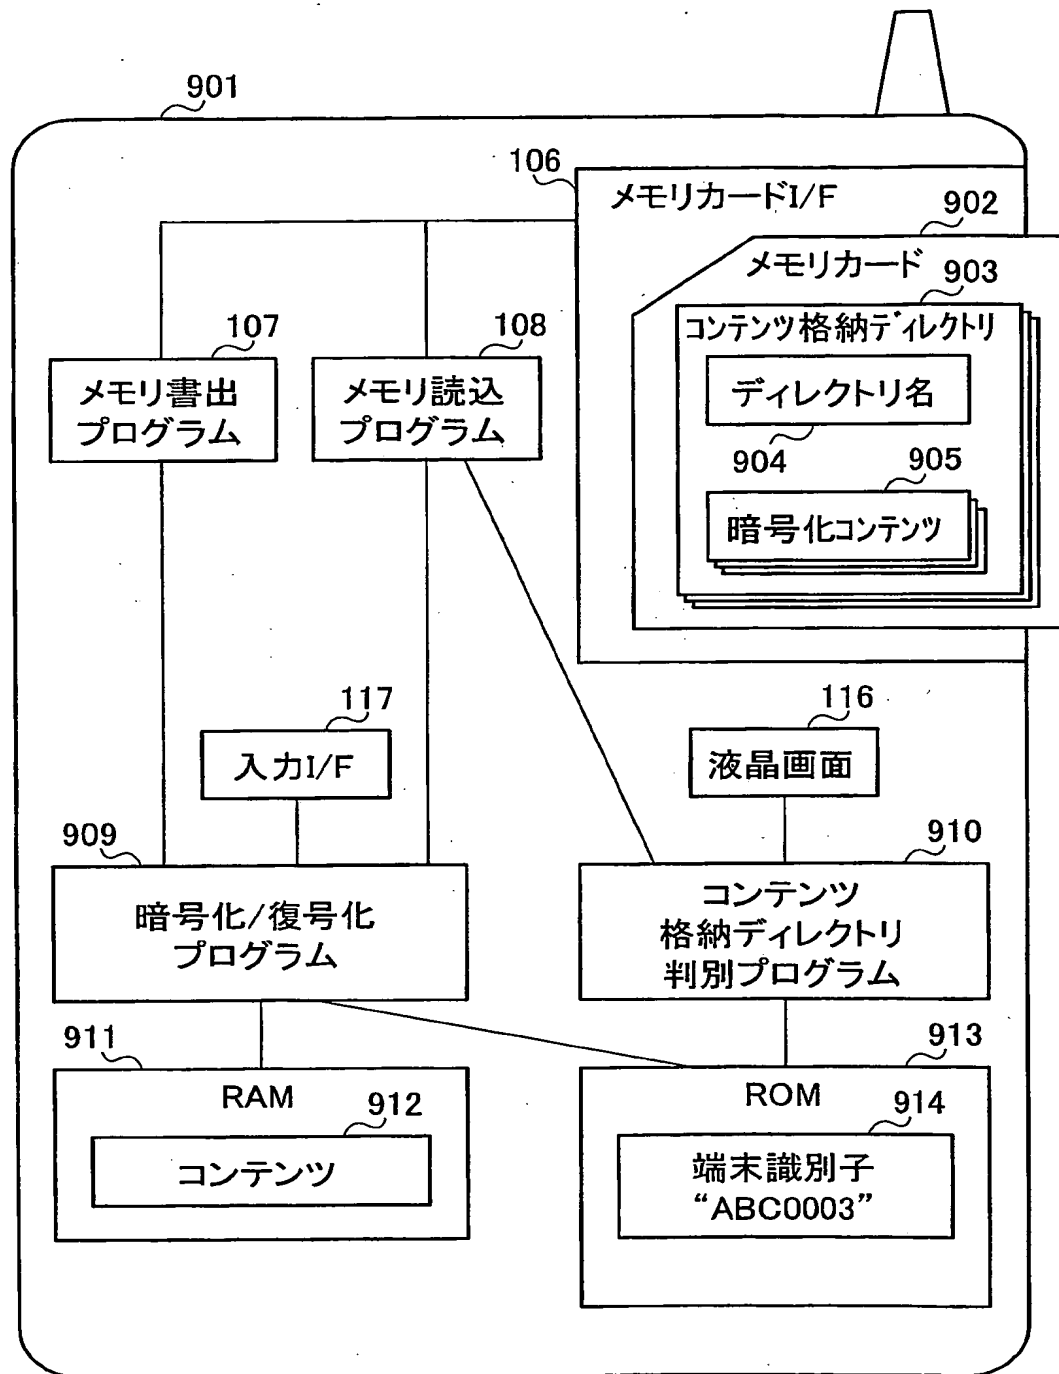 901
106
メモリカードI/F
902
メモリカード
903
コンテンツ格納ディレクトリ
ディレクトリ名
904
905
暗号化コンテンツ
107
メモリ書出
プログラム
108
メモリ読込
プログラム
117
入力I/F
116
液晶画面
909
暗号化/復号化
プログラム
910
コンテンツ
格納ディレクトリ
判別プログラム
911
RAM
912
コンテンツ
913
ROM
914
端末識別子
“ABC0003”